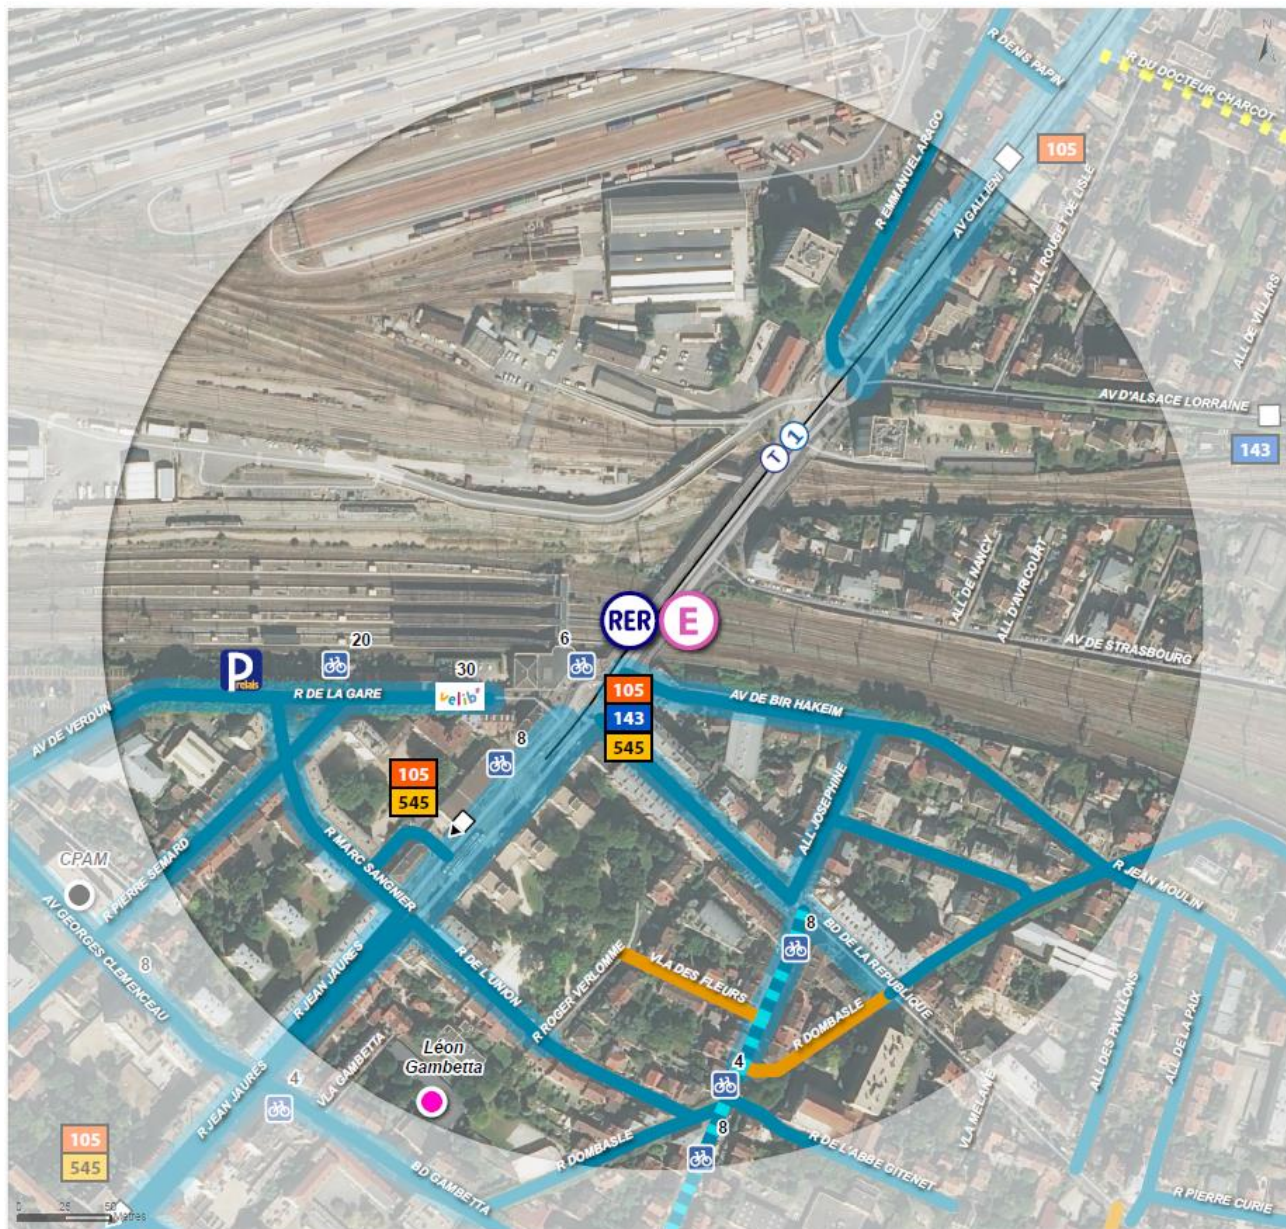 N
R DENIS PAPIN
R DU DOCTEUR CHARCOT
R EMMANUEL ARAGO
105
AV GALLIENI
ALL ROUGET DE LISLE
ALL DE VILLARS
AV D'ALSACE LORRAINE
143
T 1
ALL DE NANCY
ALL D'AVRICOURT
AV DE STRASBOURG
RER E
6
20
30
P
relais
velib'
R DE LA GARE
AV DE VERDUN
105
143
545
AV DE BIR HAKEIM
8
105
545
ALL JOSEPHINE
R MARC SANGNIER
CPAM
R PIERRE SEMARD
R JEAN MOULIN
AV GEORGES CLEMENCEAU
8
8
BD DE LA REPUBLIQUE
R JEAN JAURES
R DE L'UNION
R ROGER VERLOMME
VLA DES FLEURS
R DOMBASLE
ALL DES PAVILLONS
ALL DE LA PAIX
Léon
Gambetta
VLA GAMBETTA
4
4
R JEAN JAURES
8
VLA MELANIE
105
545
R DOMBASLE
R DE L'ABBE GITENET
BD GAMBETTA
R PIERRE CURIE
0 25 50
Mètres